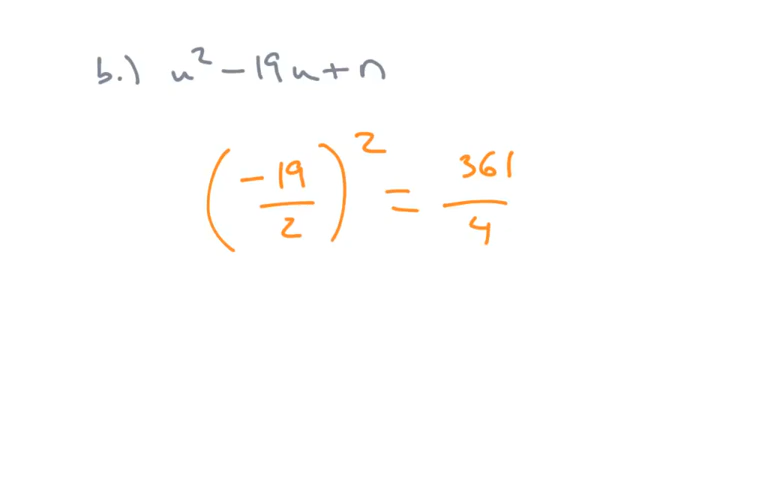 b.) u² − 19u + n
(−19/2)² = 361/4